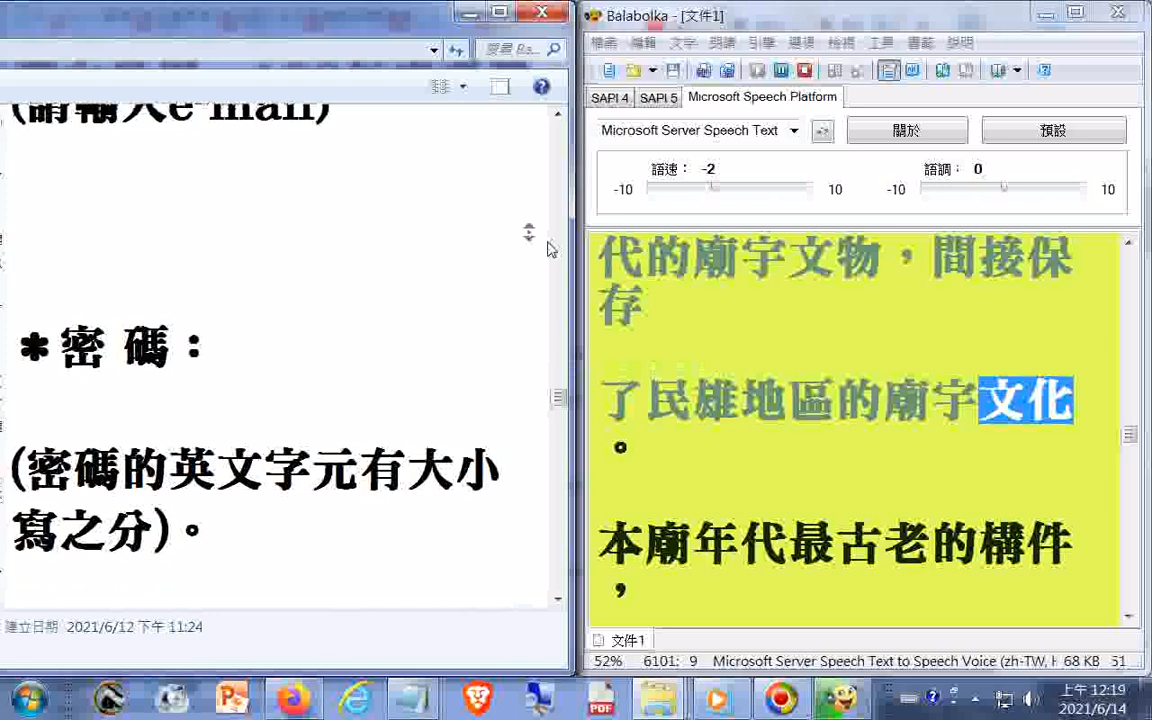 (請輸入e-mail)
*密 碼：
(密碼的英文字元有大小
寫之分)。
建立日期 2021/6/12 下午 11:24
Balabolka - [文件1]
檔案 編輯 文字 朗讀 引擎 選項 檢視 工具 書籤 說明
SAPI 4 SAPI 5 Microsoft Speech Platform
Microsoft Server Speech Text 關於 預設
語速： -2 語調： 0
-10 10 -10 10
代的廟宇文物，間接保
存
了民雄地區的廟宇文化
。
本廟年代最古老的構件
，
文件1
52% 6101: 9 Microsoft Server Speech Text to Speech Voice (zh-TW, 68 KB
PDF
上午 12:19
2021/6/14